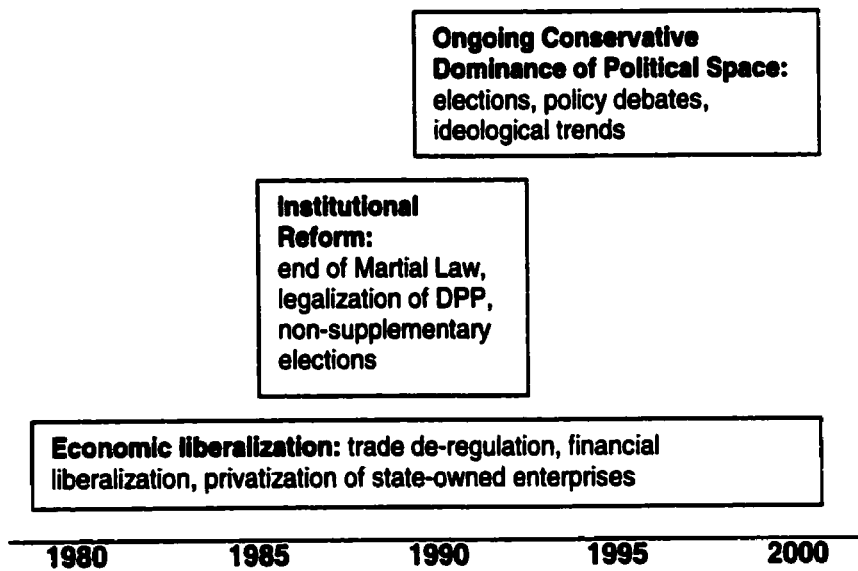 Ongoing Conservative
Dominance of Political Space:
elections, policy debates,
ideological trends
Institutional
Reform:
end of Martial Law,
legalization of DPP,
non-supplementary
elections
Economic liberalization: trade de-regulation, financial
liberalization, privatization of state-owned enterprises
1980 1985 1990 1995 2000